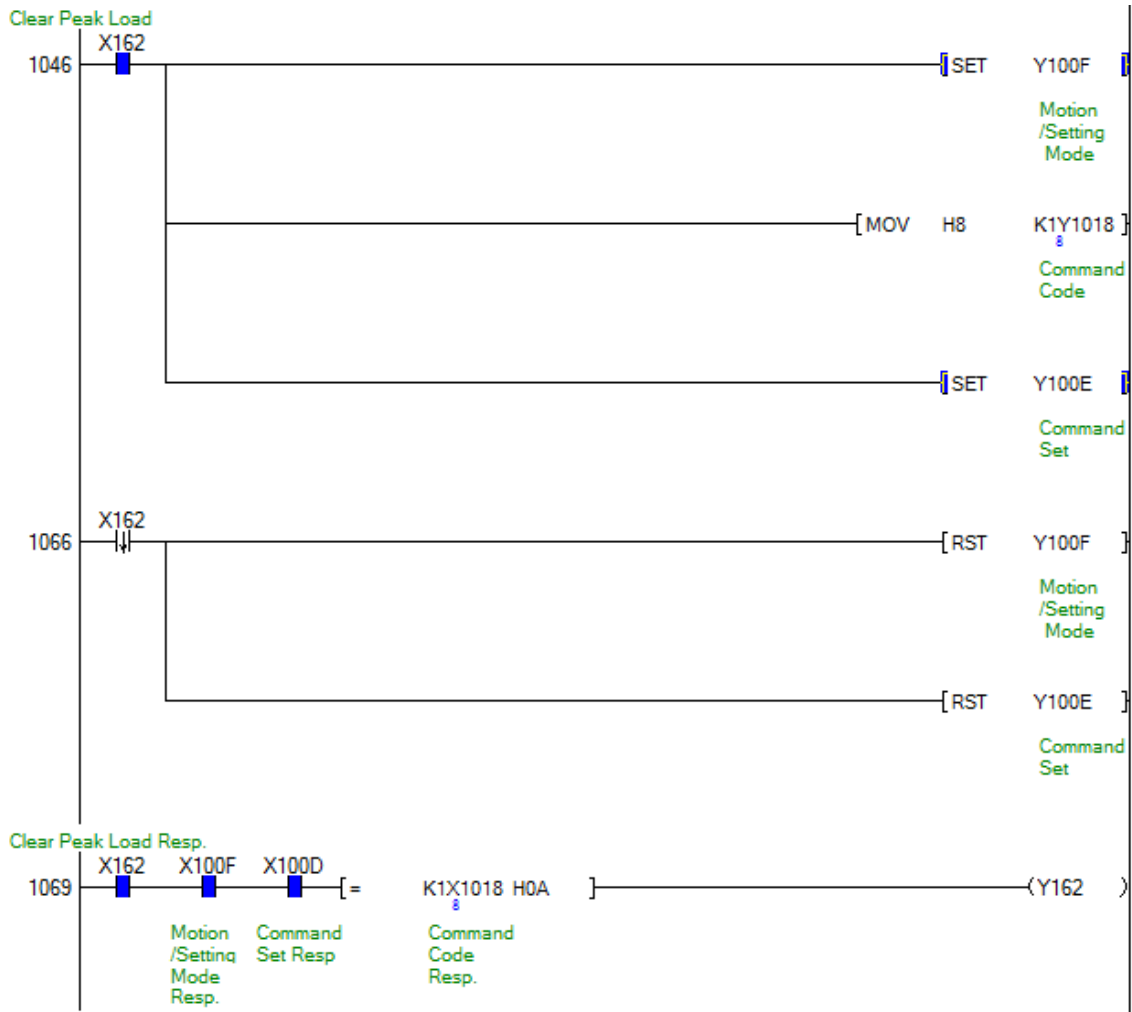 Clear Peak Load
X162
1046
SET Y100F
Motion
/Setting
Mode
[ MOV H8 K1Y1018 ]
8
Command
Code
SET Y100E
Command
Set
X162
1066
[ RST Y100F ]
Motion
/Setting
Mode
[ RST Y100E ]
Command
Set
Clear Peak Load Resp.
X162 X100F X100D
1069
[ = K1X1018 H0A ]
(Y162 )
8
Motion
/Setting
Mode
Resp.
Command
Set Resp
Command
Code
Resp.